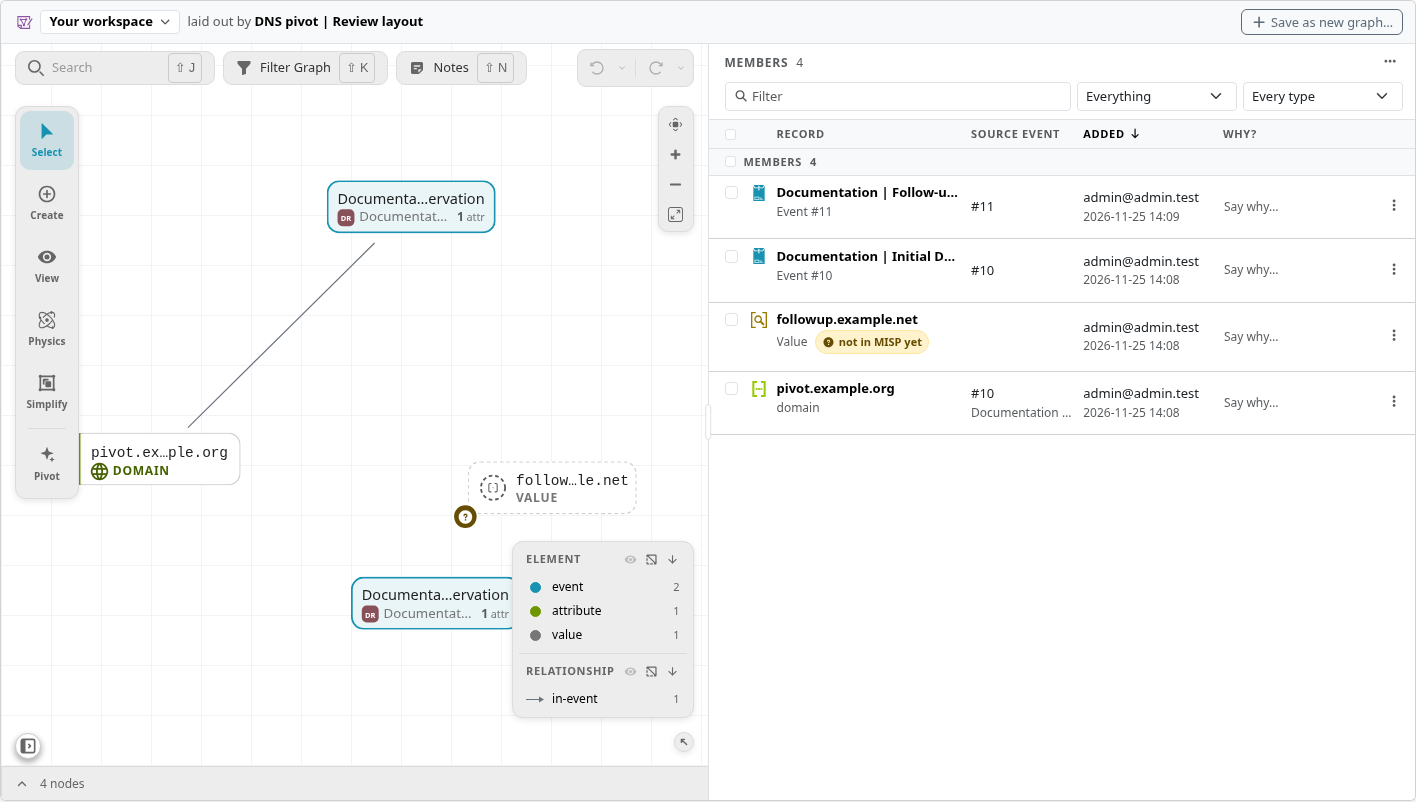 Your workspace laid out by DNS pivot | Review layout
Save as new graph...
Search ⇧ J
Filter Graph ⇧ K
Notes ⇧ N
Select
Create
View
Physics
Simplify
Pivot
Documenta...ervation
DR Documentat... 1 attr
pivot.ex…ple.org
DOMAIN
follow…le.net
VALUE
?
Documenta...ervation
DR Documentat... 1 attr
ELEMENT
event 2
attribute 1
value 1
RELATIONSHIP
in-event 1
4 nodes
MEMBERS 4
Filter
Everything
Every type
RECORD SOURCE EVENT ADDED WHY?
MEMBERS 4
Documentation | Follow-u...
Event #11
#11
admin@admin.test
2026-11-25 14:09
Say why...
Documentation | Initial D...
Event #10
#10
admin@admin.test
2026-11-25 14:08
Say why...
followup.example.net
Value not in MISP yet
admin@admin.test
2026-11-25 14:08
Say why...
pivot.example.org
domain
#10
Documentation ...
admin@admin.test
2026-11-25 14:08
Say why...